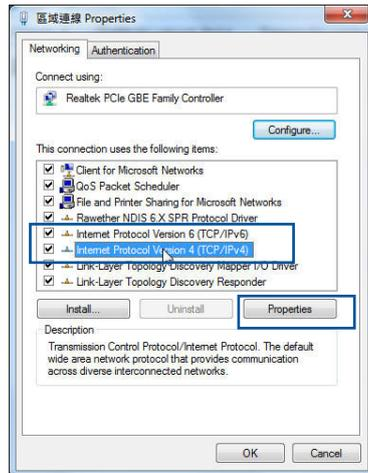 區域連線 Properties
Networking
Authentication
Connect using:
Realtek PCIe GBE Family Controller
Configure...
This connection uses the following items:
Client for Microsoft Networks
QoS Packet Scheduler
File and Printer Sharing for Microsoft Networks
Rawether NDIS 6.X SPR Protocol Driver
Internet Protocol Version 6 (TCP/IPv6)
Internet Protocol Version 4 (TCP/IPv4)
Link-Layer Topology Discovery Mapper I/O Driver
Link-Layer Topology Discovery Responder
Install...
Uninstall
Properties
Description
Transmission Control Protocol/Internet Protocol. The default
wide area network protocol that provides communication
across diverse interconnected networks.
OK
Cancel